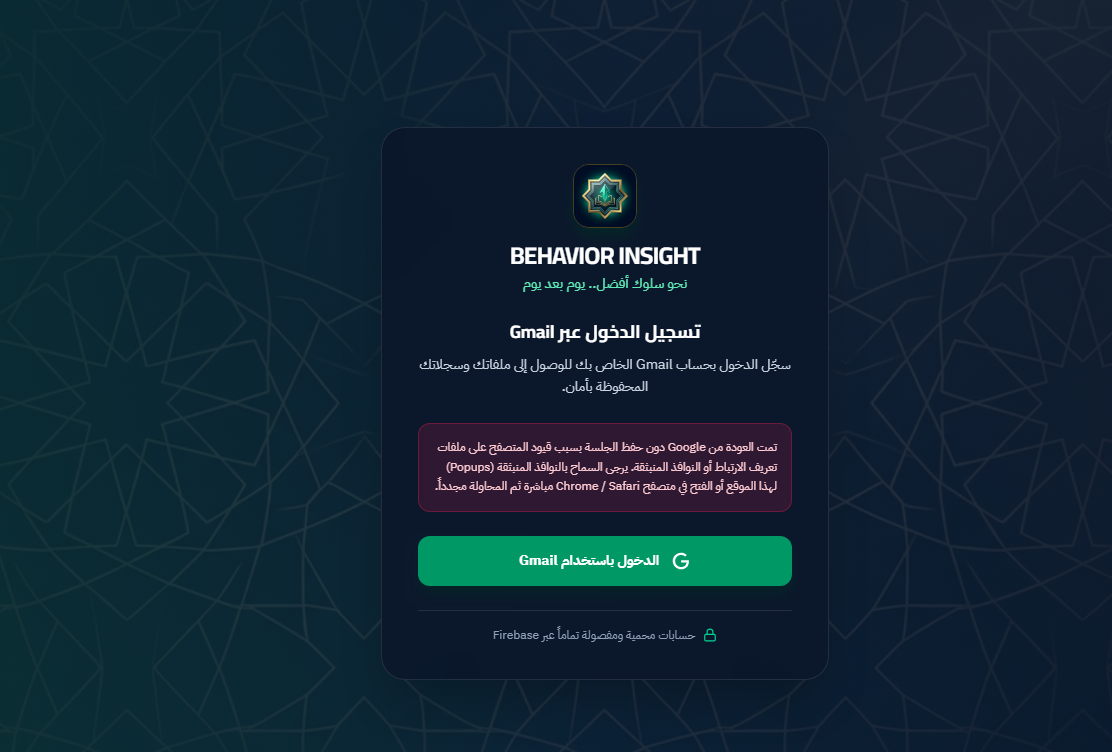 BEHAVIOR INSIGHT
نحو سلوك أفضل.. يوم بعد يوم
تسجيل الدخول عبر Gmail
سجّل الدخول بحساب Gmail الخاص بك للوصول إلى ملفاتك وسجلاتك
المحفوظة بأمان.
تمت العودة من Google دون حفظ الجلسة بسبب قيود المتصفح على ملفات
تعريف الارتباط أو النوافذ المنبثقة. يرجى السماح بالنوافذ المنبثقة (Popups)
لهذا الموقع أو الفتح في متصفح Chrome / Safari مباشرة ثم المحاولة مجدداً.
الدخول باستخدام Gmail
حسابات محمية ومفصولة تماماً عبر Firebase